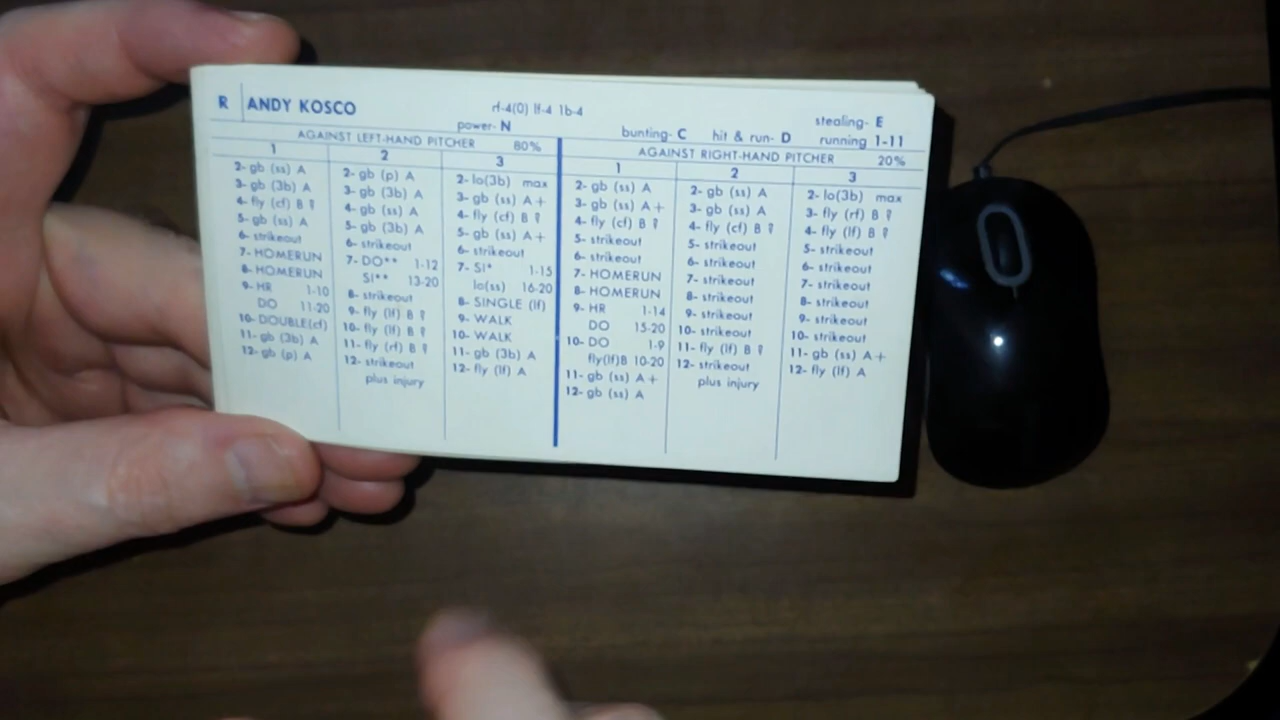 R ANDY KOSCO rf-4(0) lf-4 1b-4 stealing- E
power- N bunting- C hit & run- D running 1-11
AGAINST LEFT-HAND PITCHER 80%
1
2- gb (ss) A
3- gb (3b) A
4- fly (cf) B ?
5- gb (ss) A
6- strikeout
7- HOMERUN
8- HOMERUN
9- HR 1-10
DO 11-20
10- DOUBLE(cf)
11- gb (3b) A
12- gb (p) A
2
2- gb (p) A
3- gb (3b) A
4- gb (ss) A
5- gb (3b) A
6- strikeout
7- DO** 1-12
SI** 13-20
8- strikeout
9- fly (lf) B ?
10- fly (lf) B ?
11- fly (rf) B ?
12- strikeout
plus injury
3
2- lo(3b) max
3- gb (ss) A+
4- fly (cf) B ?
5- gb (ss) A+
6- strikeout
7- SI* 1-15
lo(ss) 16-20
8- SINGLE (lf)
9- WALK
10- WALK
11- gb (3b) A
12- fly (lf) A
AGAINST RIGHT-HAND PITCHER 20%
1
2- gb (ss) A
3- gb (ss) A+
4- fly (cf) B ?
5- strikeout
6- strikeout
7- HOMERUN
8- HOMERUN
9- HR 1-14
DO 15-20
10- DO 1-9
fly(lf)B 10-20
11- gb (ss) A+
12- gb (ss) A
2
2- gb (ss) A
3- gb (ss) A
4- fly (cf) B ?
5- strikeout
6- strikeout
7- strikeout
8- strikeout
9- strikeout
10- strikeout
11- fly (lf) B ?
12- strikeout
plus injury
3
2- lo(3b) max
3- fly (rf) B ?
4- fly (lf) B ?
5- strikeout
6- strikeout
7- strikeout
8- strikeout
9- strikeout
10- strikeout
11- gb (ss) A+
12- fly (lf) A